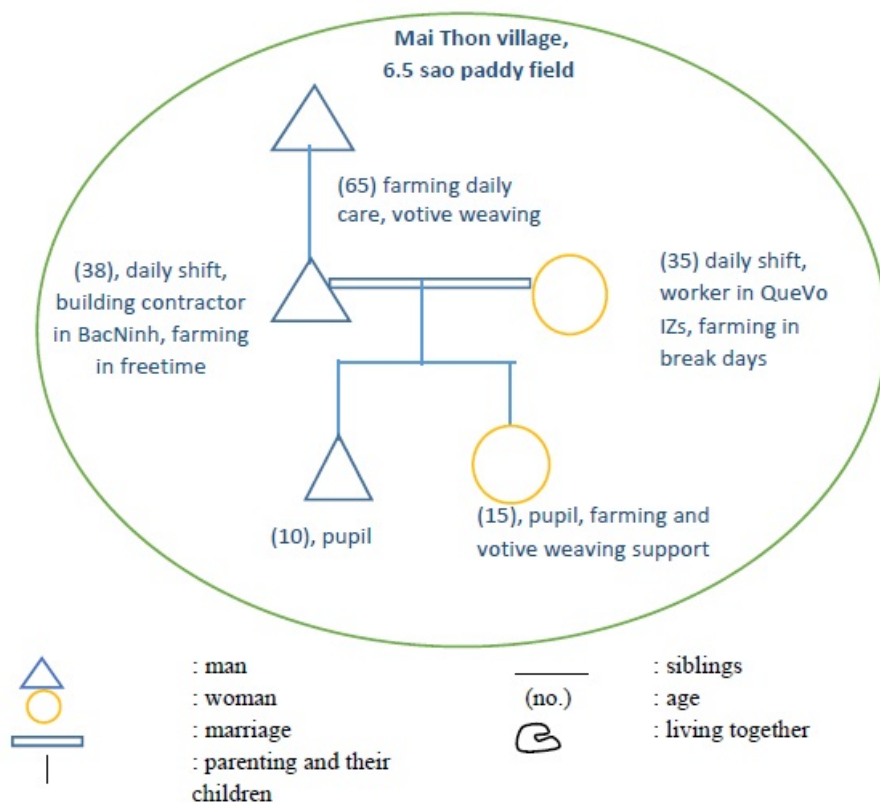 Mai Thon village,
6.5 sao paddy field
(65) farming daily
care, votive weaving
(38), daily shift,
building contractor
in BacNinh, farming
in freetime
(35) daily shift,
worker in QueVo
IZs, farming in
break days
(10), pupil
(15), pupil, farming and
votive weaving support
: man
: woman
: marriage
: parenting and their
children
: siblings
(no.) : age
: living together